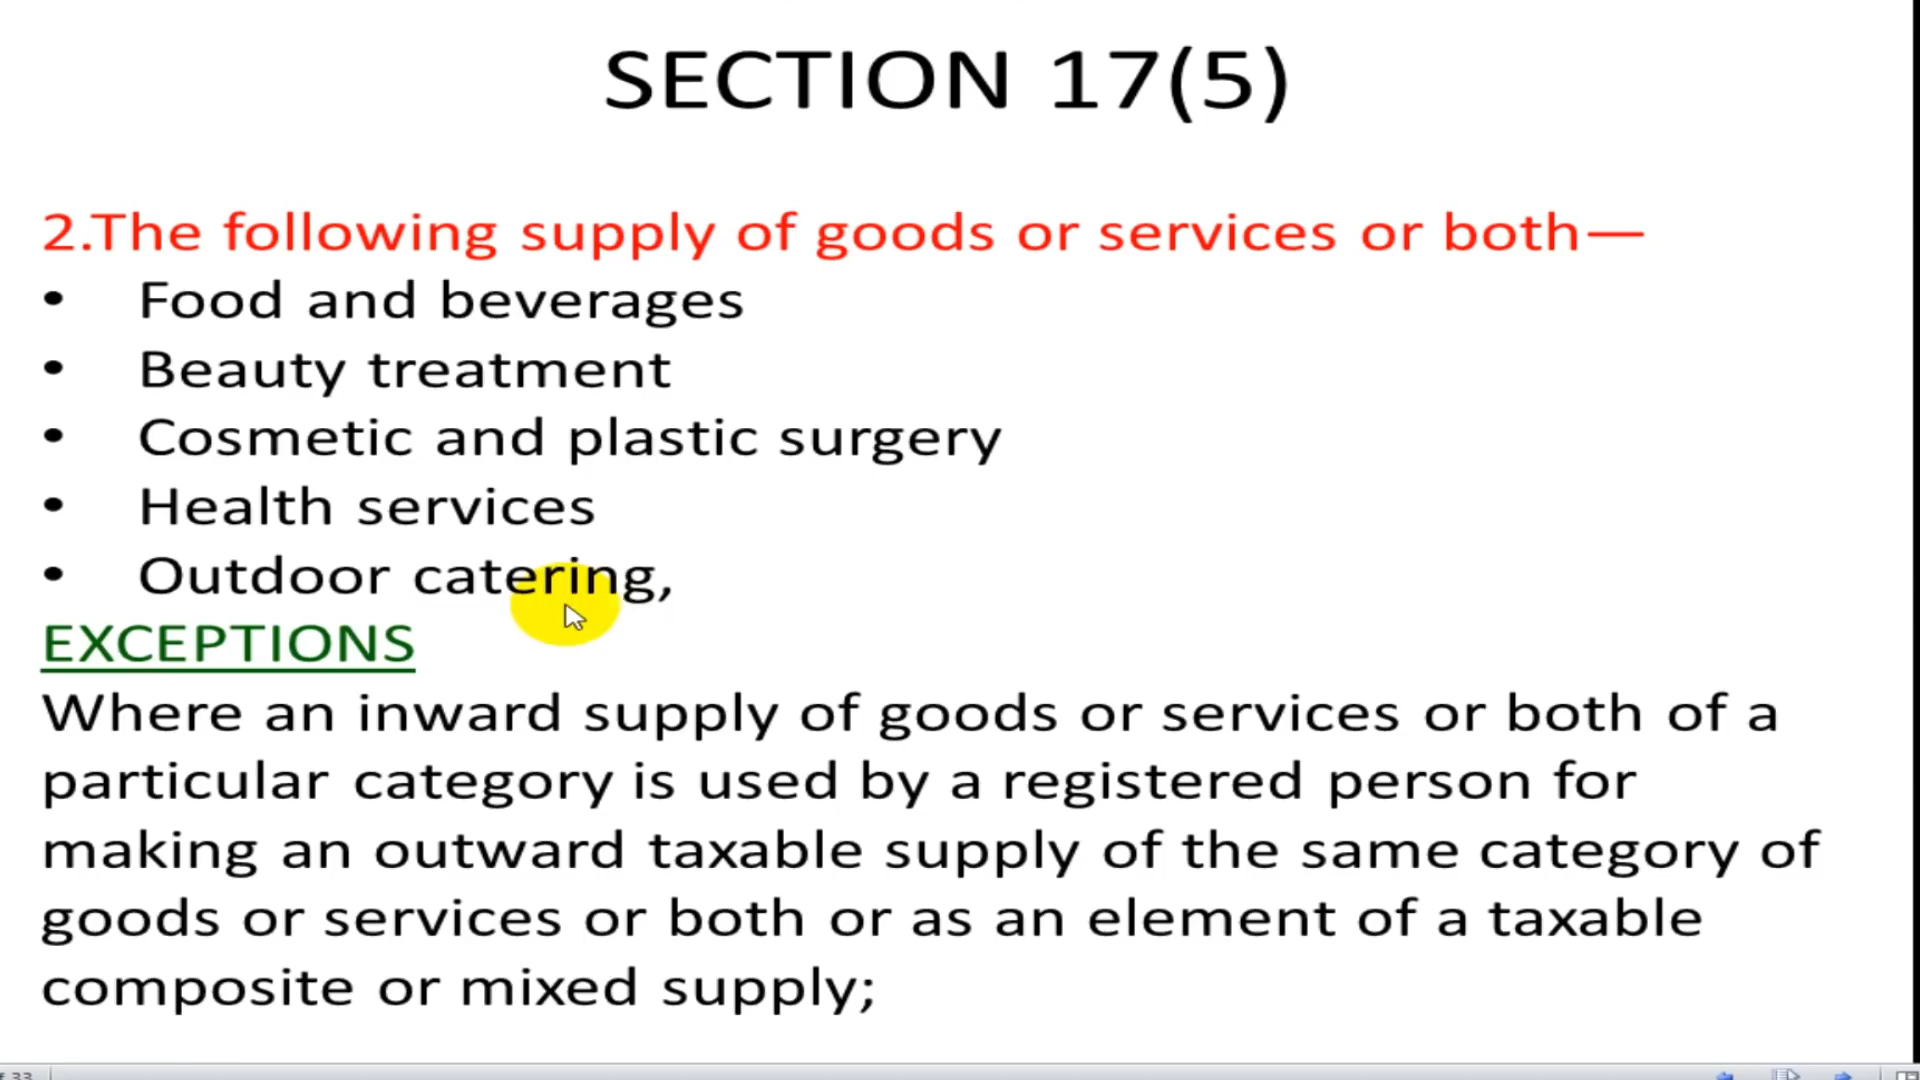 SECTION 17(5)
2.The following supply of goods or services or both—
• Food and beverages
• Beauty treatment
• Cosmetic and plastic surgery
• Health services
• Outdoor catering,
EXCEPTIONS
Where an inward supply of goods or services or both of a
particular category is used by a registered person for
making an outward taxable supply of the same category of
goods or services or both or as an element of a taxable
composite or mixed supply;
33